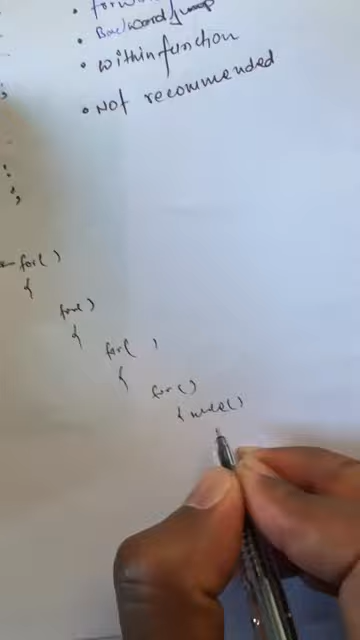 • Backward jump
• within function
• Not recommended
for( )
{
for( )
{
for( )
{
for( )
{ while( )